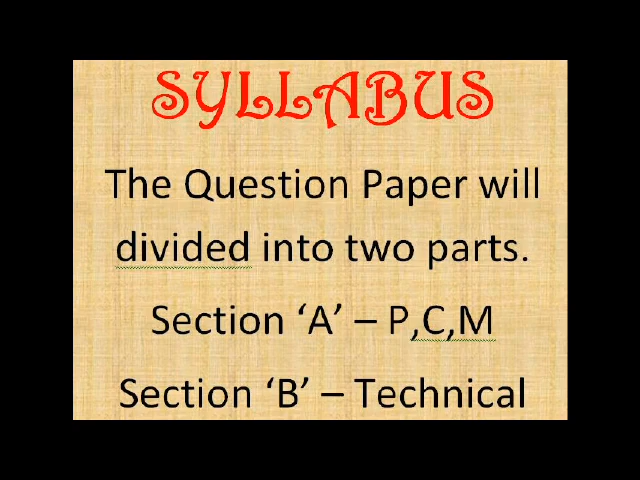 SYLLABUS
The Question Paper will
divided into two parts.
Section ‘A’ – P,C,M
Section ‘B’ – Technical